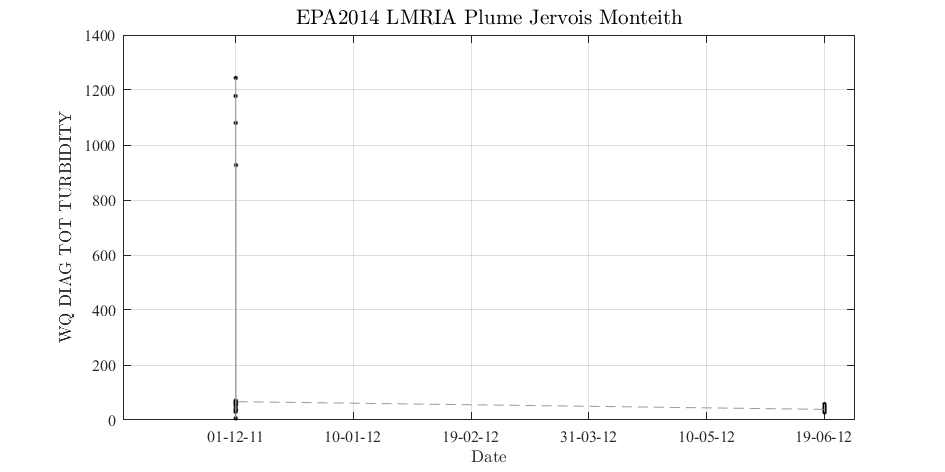 EPA2014 LMRIA Plume Jervois Monteith
1400
1200
1000
800
600
400
200
0
WQ DIAG TOT TURBIDITY
01-12-11 10-01-12 19-02-12 31-03-12 10-05-12 19-06-12
Date